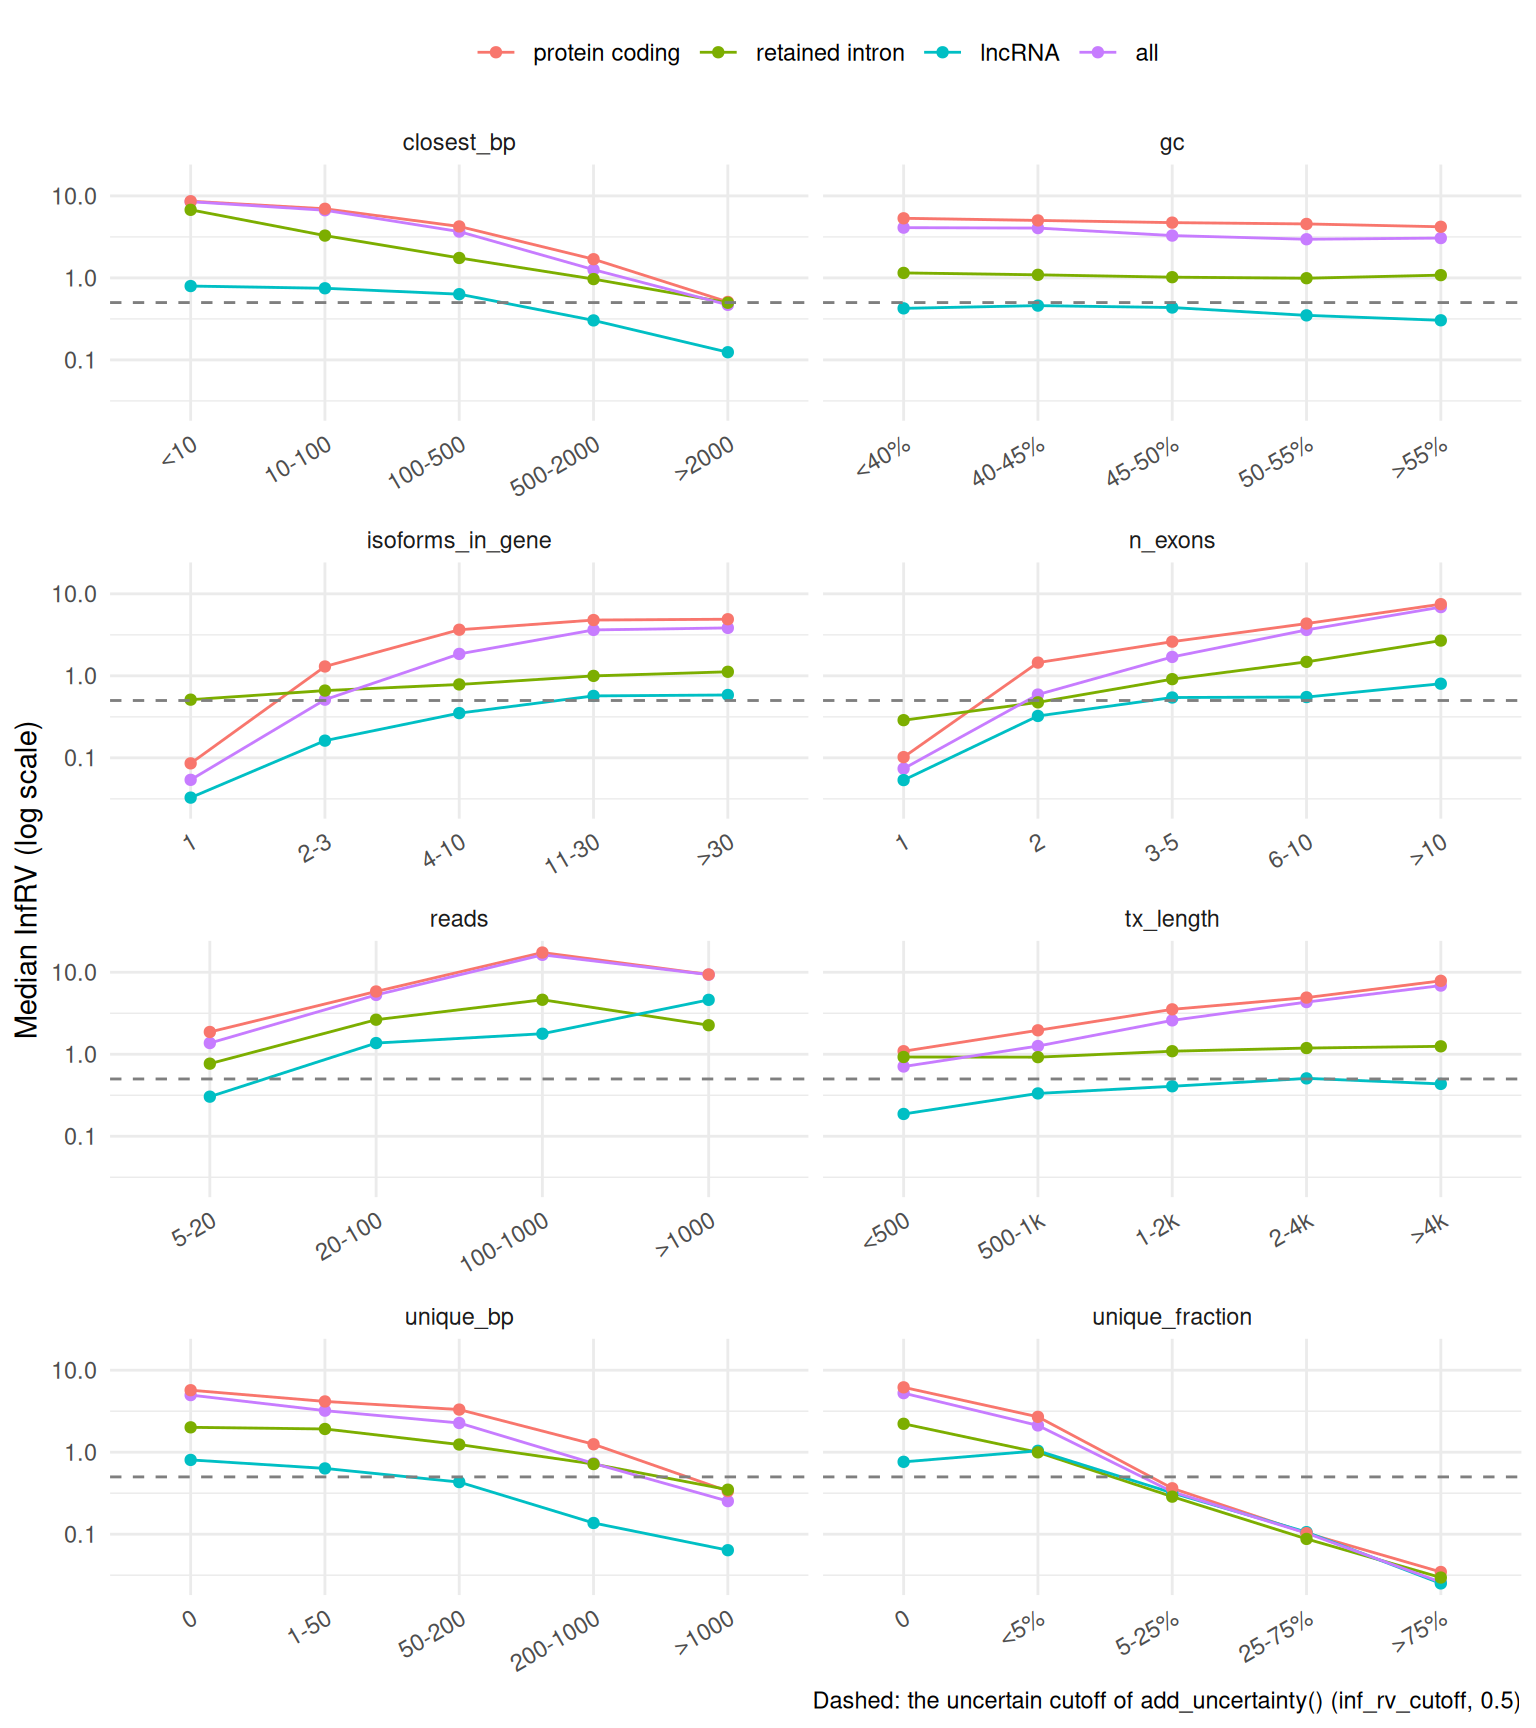 protein coding retained intron lncRNA all
closest_bp gc
10.0
1.0
0.1
<10 10-100 100-500 500-2000 >2000 <40% 40-45% 45-50% 50-55% >55%
isoforms_in_gene n_exons
10.0
1.0
0.1
1 2-3 4-10 11-30 >30 1 2 3-5 6-10 >10
Median InfRV (log scale)
reads tx_length
10.0
1.0
0.1
5-20 20-100 100-1000 >1000 <500 500-1k 1-2k 2-4k >4k
unique_bp unique_fraction
10.0
1.0
0.1
0 1-50 50-200 200-1000 >1000 0 <5% 5-25% 25-75% >75%
Dashed: the uncertain cutoff of add_uncertainty() (inf_rv_cutoff, 0.5)